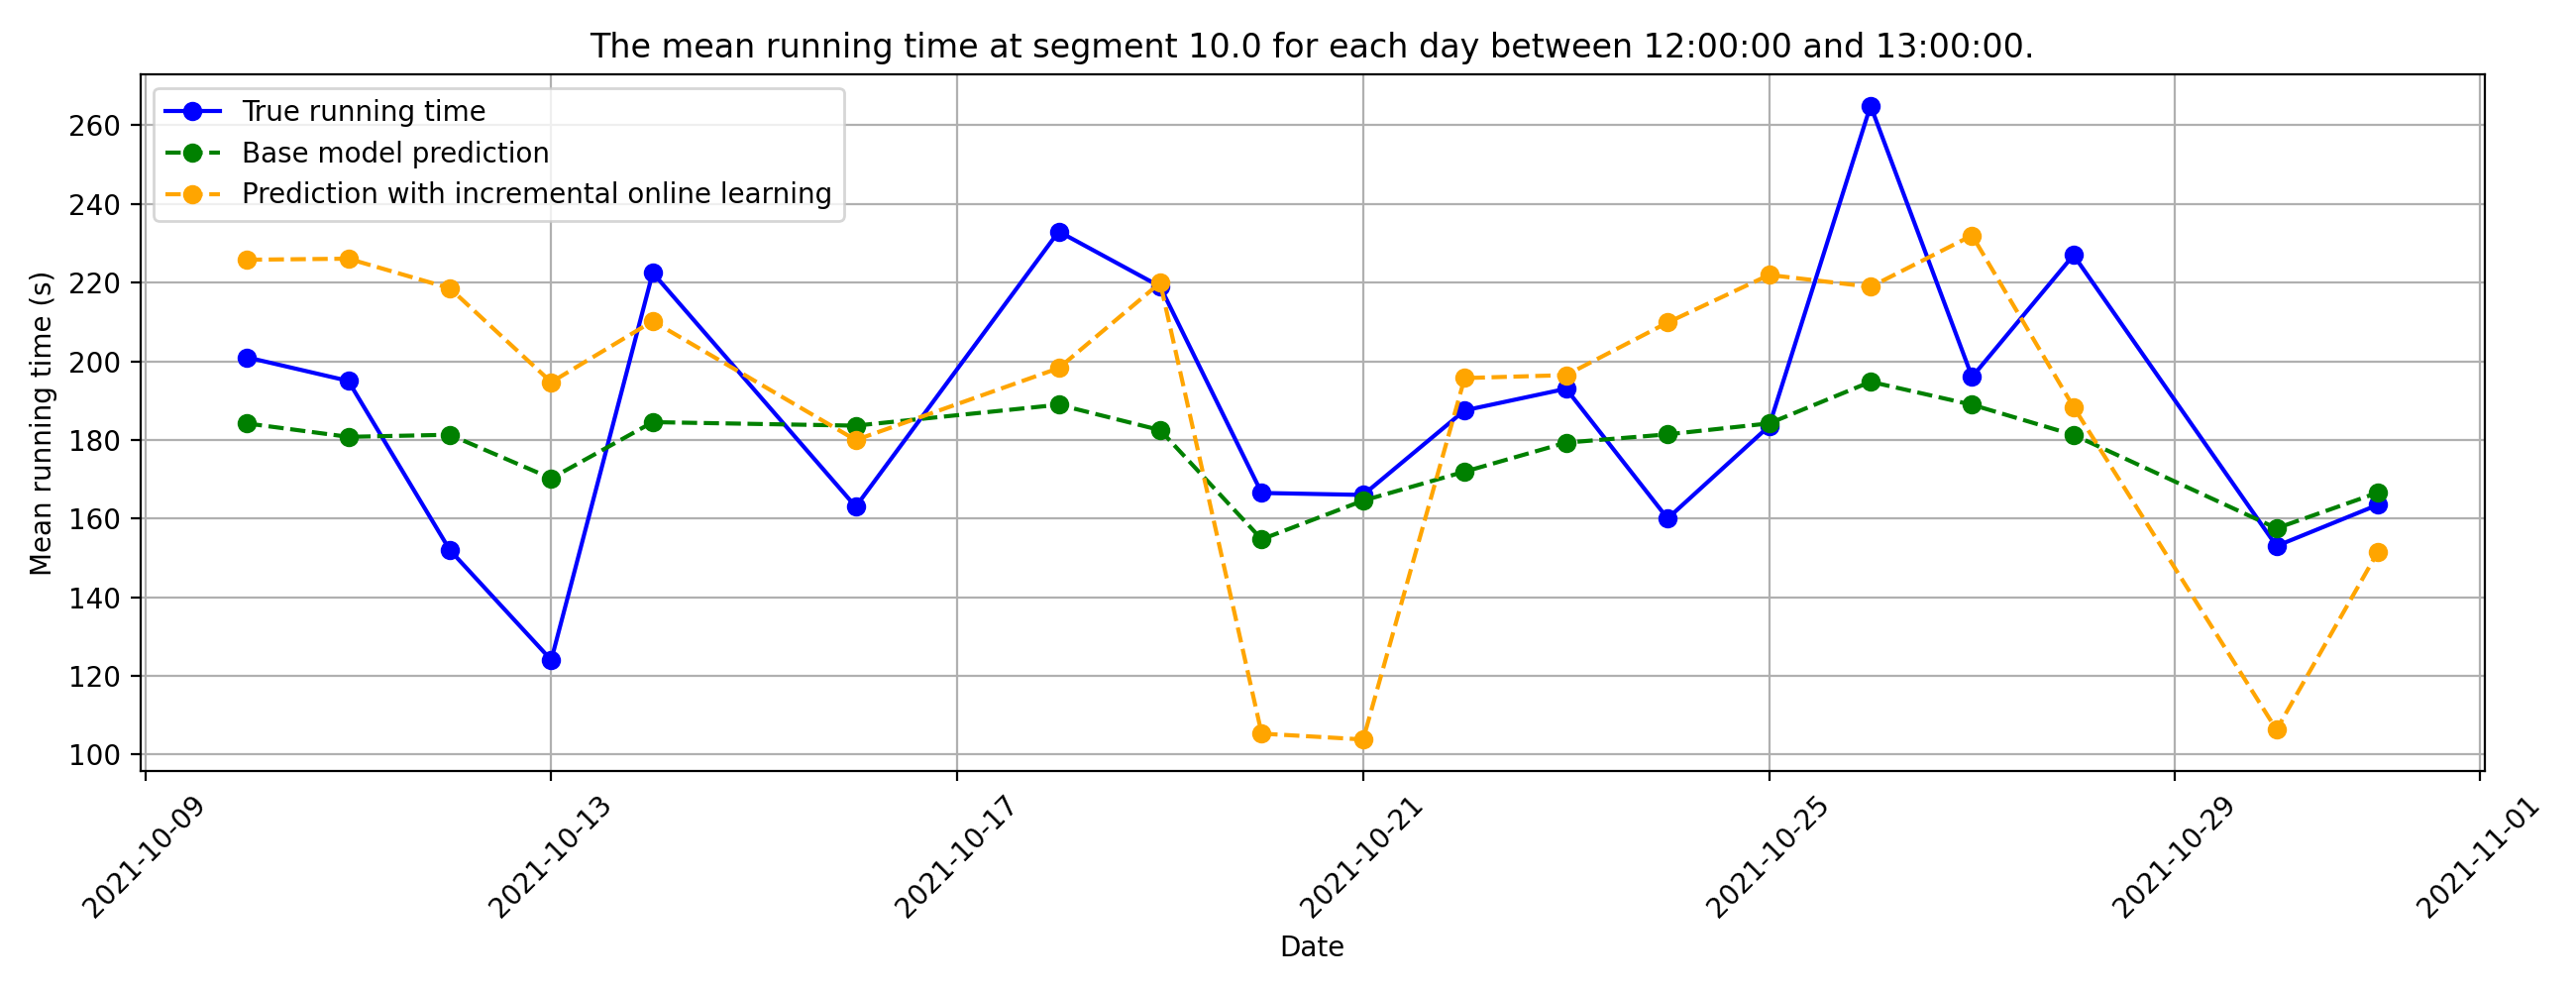 The mean running time at segment 10.0 for each day between 12:00:00 and 13:00:00.
True running time
Base model prediction
Prediction with incremental online learning
Mean running time (s)
260
240
220
200
180
160
140
120
100
2021-10-09
2021-10-13
2021-10-17
2021-10-21
2021-10-25
2021-10-29
2021-11-01
Date